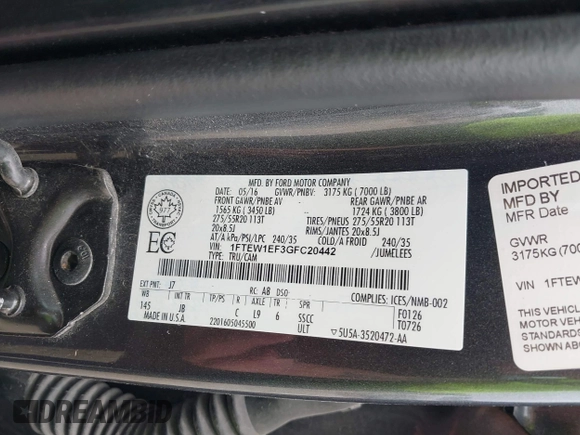 MFD. BY FORD MOTOR COMPANY
DATE: 05/16 GVWR/PNBV: 3175 KG ( 7000 LB)
FRONT GAWR/PNBE AV REAR GAWR/PNBE AR
1565 KG ( 3450 LB) 1724 KG ( 3800 LB)
275/55R20 113T TIRES/PNEUS 275/55R20 113T
20x8.5J RIMS/JANTES 20x8.5J
AT/A kPa/PSI/LPC 240/35 COLD/A FROID 240/35
VIN: 1FTEW1EF3GFC20442 /JUMELEES
TRU/CAM
EC
EXT PNT: J7 RC: AB DSO: COMPLIES: ICES/NMB-002
WB INT TR TP/PS R AXLE TR SPR F0126
145 JB C L9 6 SSCC T0726
MADE IN U.S.A. 2201605045500 ULT 5U5A-3520472-AA
IMPORTED
MFD BY
MFR Date
GVWR
3175KG(700
VIN 1FTEW
THIS VEHICLE
MOTOR VEHICL
STANDARDS
SHOWN ABO
DREAMBID